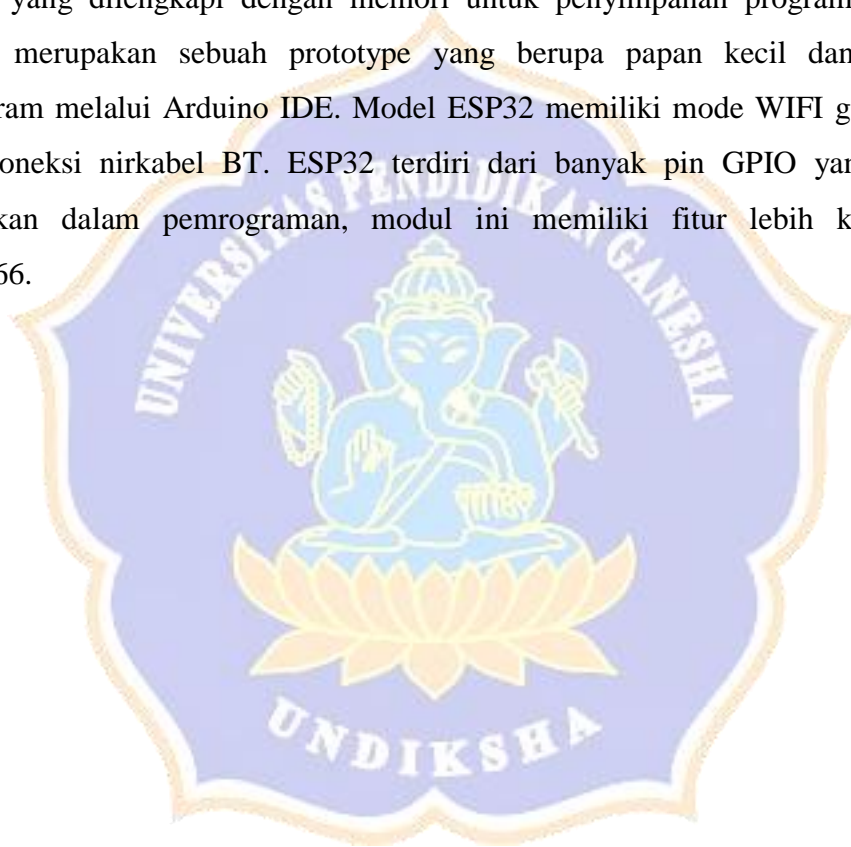 yang dilengkapi dengan memori untuk penyimpanan program
merupakan sebuah prototype yang berupa papan kecil dan
ram melalui Arduino IDE. Model ESP32 memiliki mode WIFI g
oneksi nirkabel BT. ESP32 terdiri dari banyak pin GPIO yan
kan dalam pemrograman, modul ini memiliki fitur lebih k
66.
UNIVERSITAS PENDIDIKAN GANESHA
UNDIKSHA